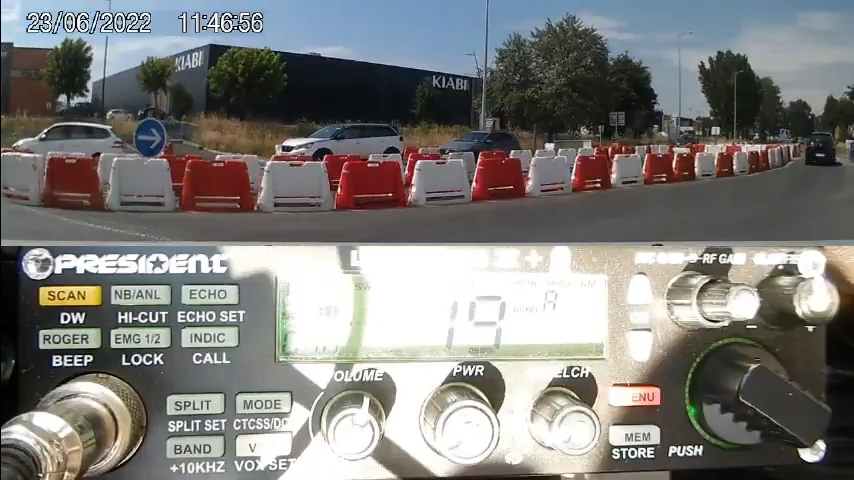 23/06/2022 11:46:56
KIABI
KIABI
PRESIDENT
RF GAIN
SCAN NB/ANL ECHO
DW HI-CUT ECHO SET
ROGER EMG 1/2 INDIC
BEEP LOCK CALL
19 A
OLUME PWR ELCH
SPLIT MODE
SPLIT SET CTCSS/DC
BAND V
+10KHZ VOX SET
ENU
MEM
STORE PUSH
- +